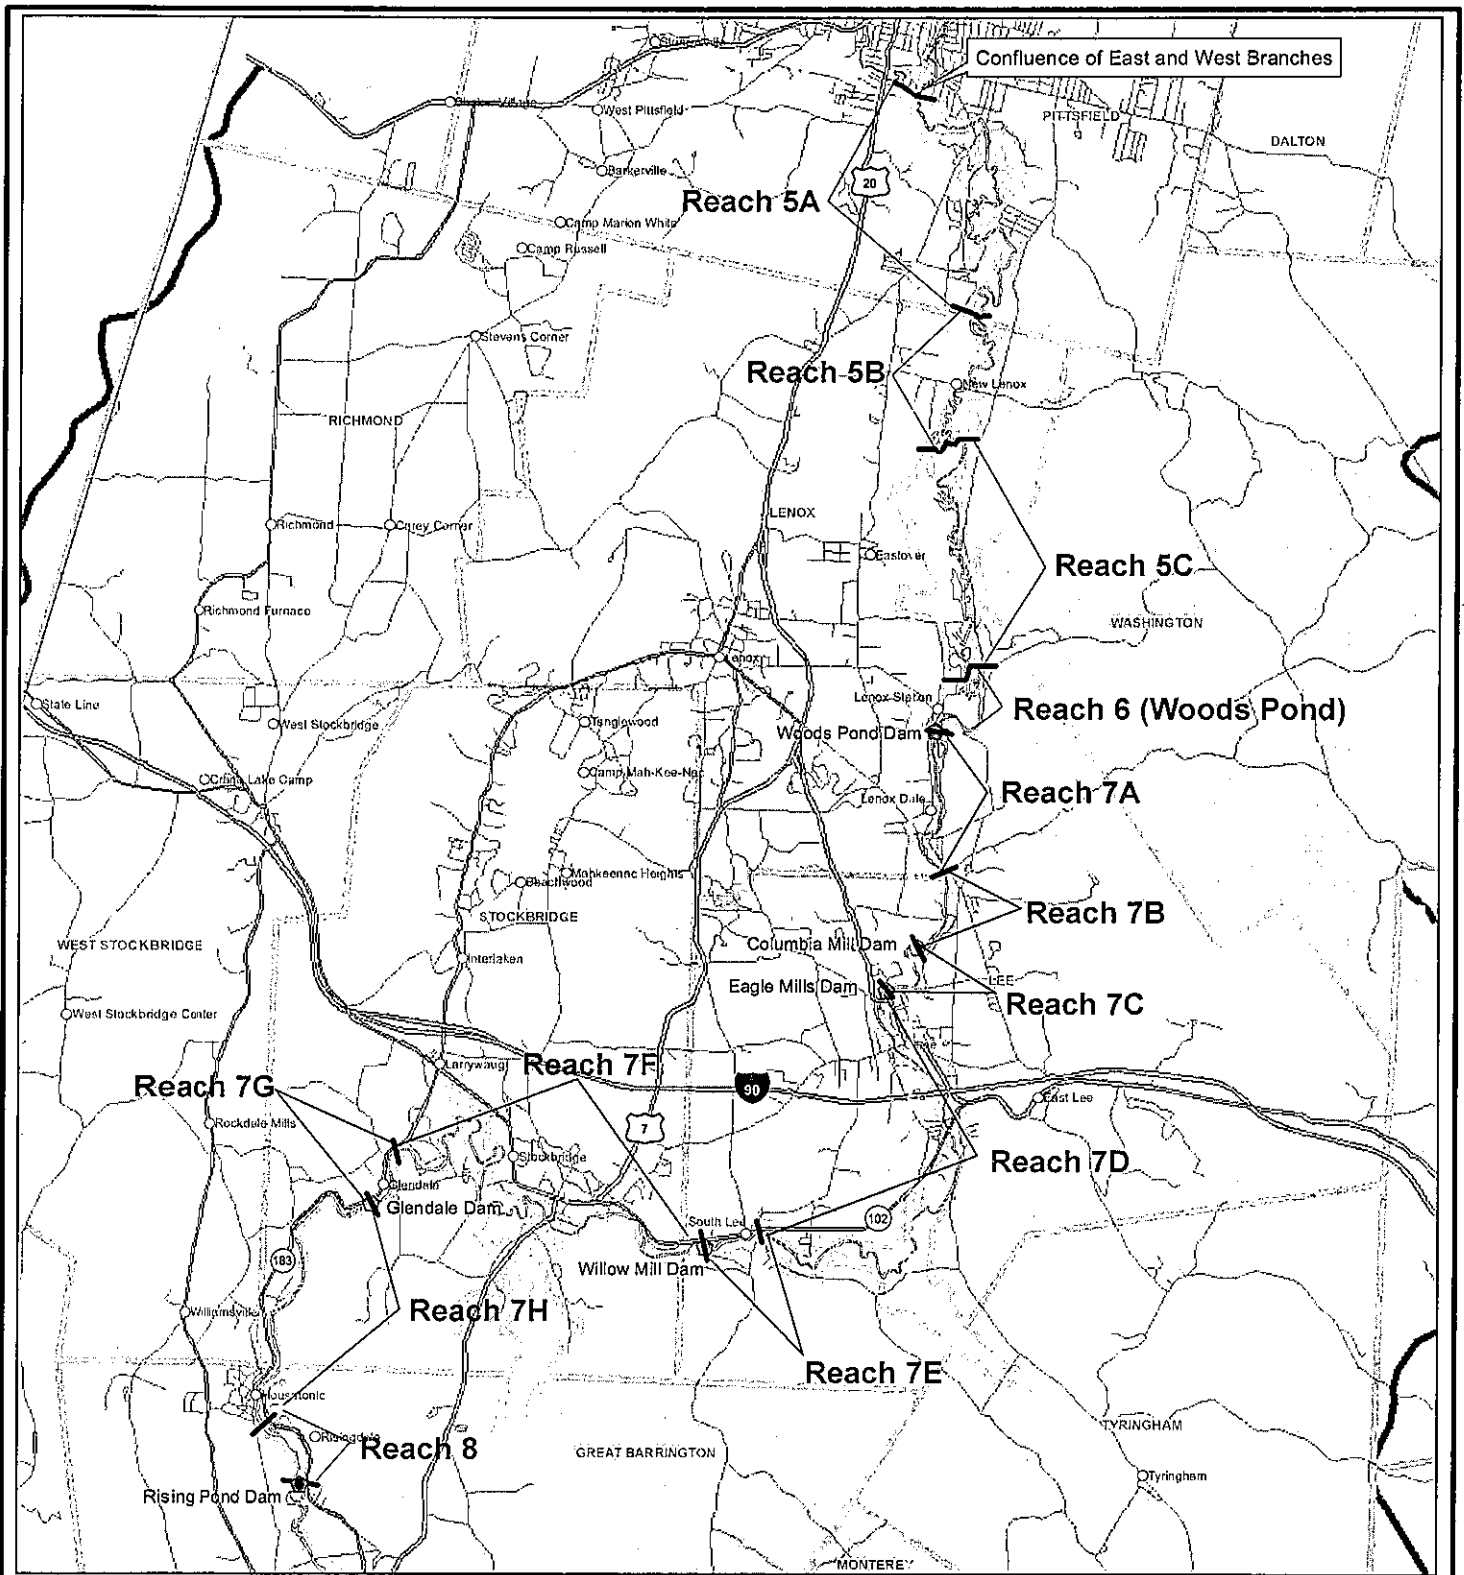 Confluence of East and West Branches
PITTSFIELD
West Pittsfield
DALTON
Barkerville
20
Reach 5A
Camp Marion White
Camp Russell
Stevens Corner
Reach 5B
New Lenox
RICHMOND
LENOX
Richmond
Eastover
Reach 5C
Richmond Furnace
WASHINGTON
Lenox
State Line
Lenox Station
Reach 6 (Woods Pond)
West Stockbridge
Tanglewood
Woods Pond Dam
Lake Camp
Camp Mah-Kee-Nac
Reach 7A
Lenox Dale
Mahkeenac Heights
Beachwood
Reach 7B
STOCKBRIDGE
WEST STOCKBRIDGE
Columbia Mill Dam
Interlaken
LEE
Eagle Mills Dam
Reach 7C
West Stockbridge Center
Larrywaug
Reach 7F
Reach 7G
90
East Lee
Rockdale Mills
7
Stockbridge
Reach 7D
Glendale
Glendale Dam
South Lee
102
183
Willow Mill Dam
Williamsville
Reach 7H
Reach 7E
Housatonic
TYRINGHAM
Risingdale
Reach 8
GREAT BARRINGTON
Tyringham
Rising Pond Dam
MONTEREY